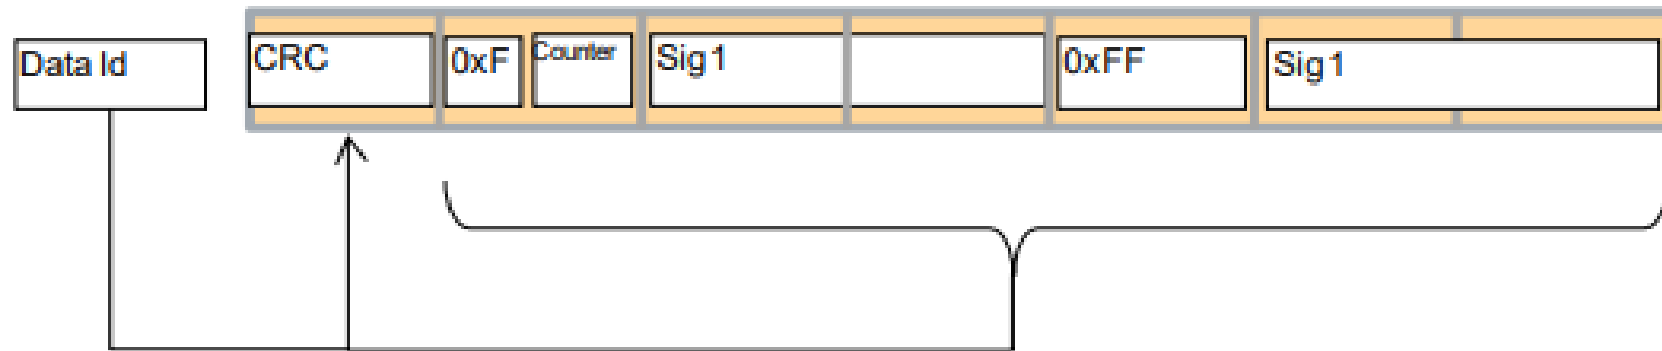 Data Id
CRC
0xF
Counter
Sig1
0xFF
Sig1